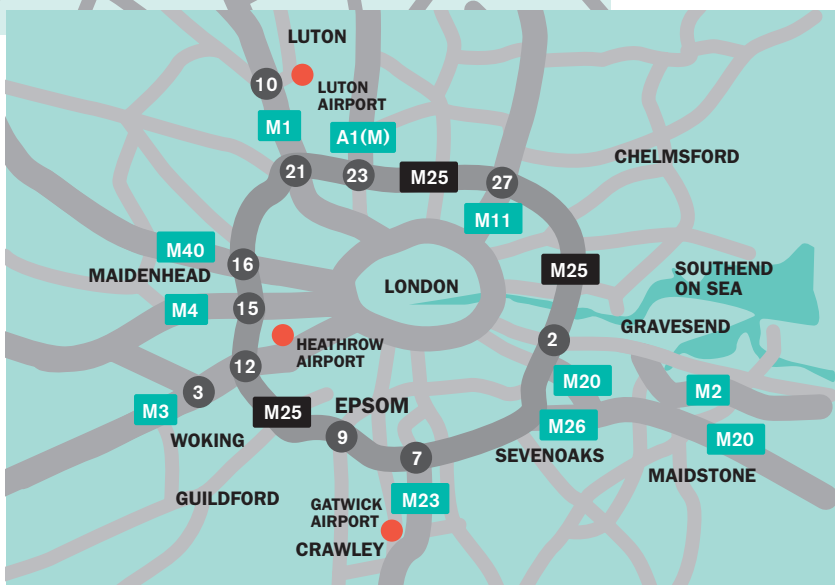 LUTON
10
LUTON
AIRPORT
M1
A1(M)
21
23
M25
27
CHELMSFORD
M11
M40
16
MAIDENHEAD
M25
SOUTHEND
ON SEA
LONDON
M4
15
GRAVESEND
HEATHROW
AIRPORT
2
12
3
M20
M2
M3
M25
EPSOM
M26
WOKING
9
M20
7
SEVENOAKS
MAIDSTONE
GUILDFORD
GATWICK
AIRPORT
M23
CRAWLEY